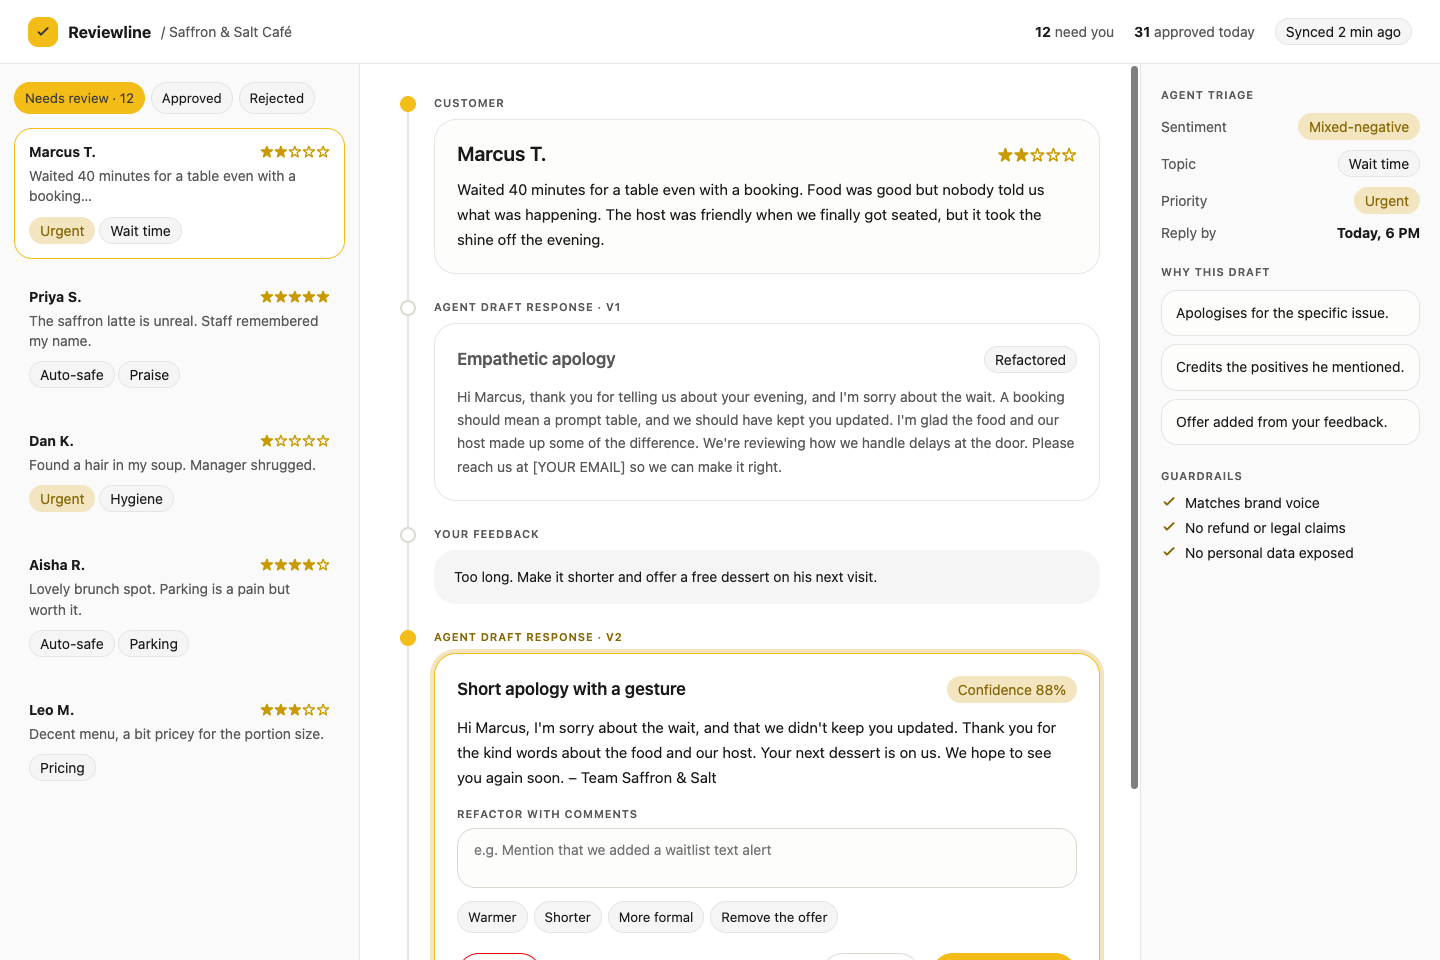 Reviewline / Saffron & Salt Café
12 need you 31 approved today Synced 2 min ago
Needs review · 12 Approved Rejected
Marcus T.
Waited 40 minutes for a table even with a
booking...
Urgent Wait time
Priya S.
The saffron latte is unreal. Staff remembered
my name.
Auto-safe Praise
Dan K.
Found a hair in my soup. Manager shrugged.
Urgent Hygiene
Aisha R.
Lovely brunch spot. Parking is a pain but
worth it.
Auto-safe Parking
Leo M.
Decent menu, a bit pricey for the portion size.
Pricing
CUSTOMER
Marcus T.
Waited 40 minutes for a table even with a booking. Food was good but nobody told us
what was happening. The host was friendly when we finally got seated, but it took the
shine off the evening.
AGENT DRAFT RESPONSE · V1
Empathetic apology Refactored
Hi Marcus, thank you for telling us about your evening, and I'm sorry about the wait. A booking
should mean a prompt table, and we should have kept you updated. I'm glad the food and our
host made up some of the difference. We're reviewing how we handle delays at the door. Please
reach us at [YOUR EMAIL] so we can make it right.
YOUR FEEDBACK
Too long. Make it shorter and offer a free dessert on his next visit.
AGENT DRAFT RESPONSE · V2
Short apology with a gesture Confidence 88%
Hi Marcus, I'm sorry about the wait, and that we didn't keep you updated. Thank you for
the kind words about the food and our host. Your next dessert is on us. We hope to see
you again soon. – Team Saffron & Salt
REFACTOR WITH COMMENTS
e.g. Mention that we added a waitlist text alert
Warmer Shorter More formal Remove the offer
AGENT TRIAGE
Sentiment Mixed-negative
Topic Wait time
Priority Urgent
Reply by Today, 6 PM
WHY THIS DRAFT
Apologises for the specific issue.
Credits the positives he mentioned.
Offer added from your feedback.
GUARDRAILS
Matches brand voice
No refund or legal claims
No personal data exposed